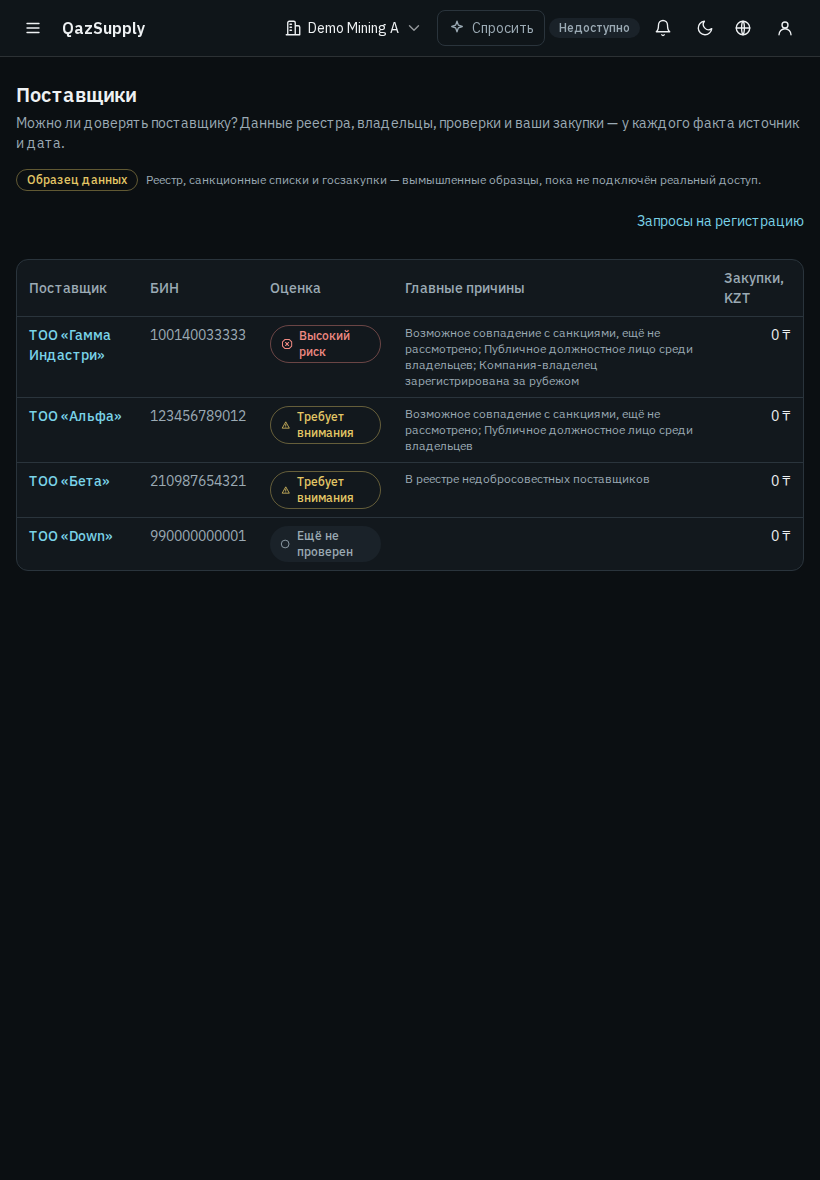 QazSupply
Demo Mining A
Спросить
Недоступно
Поставщики
Можно ли доверять поставщику? Данные реестра, владельцы, проверки и ваши закупки — у каждого факта источник
и дата.
Образец данных
Реестр, санкционные списки и госзакупки — вымышленные образцы, пока не подключён реальный доступ.
Запросы на регистрацию
Поставщик
БИН
Оценка
Главные причины
Закупки,
KZT
ТОО «Гамма
Индастри»
100140033333
Высокий
риск
Возможное совпадение с санкциями, ещё не
рассмотрено; Публичное должностное лицо среди
владельцев; Компания-владелец
зарегистрирована за рубежом
0 ₸
ТОО «Альфа»
123456789012
Требует
внимания
Возможное совпадение с санкциями, ещё не
рассмотрено; Публичное должностное лицо среди
владельцев
0 ₸
ТОО «Бета»
210987654321
Требует
внимания
В реестре недобросовестных поставщиков
0 ₸
ТОО «Down»
990000000001
Ещё не
проверен
0 ₸